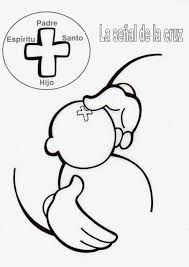 Padre
Espíritu Santo
Hijo
La señal de la cruz